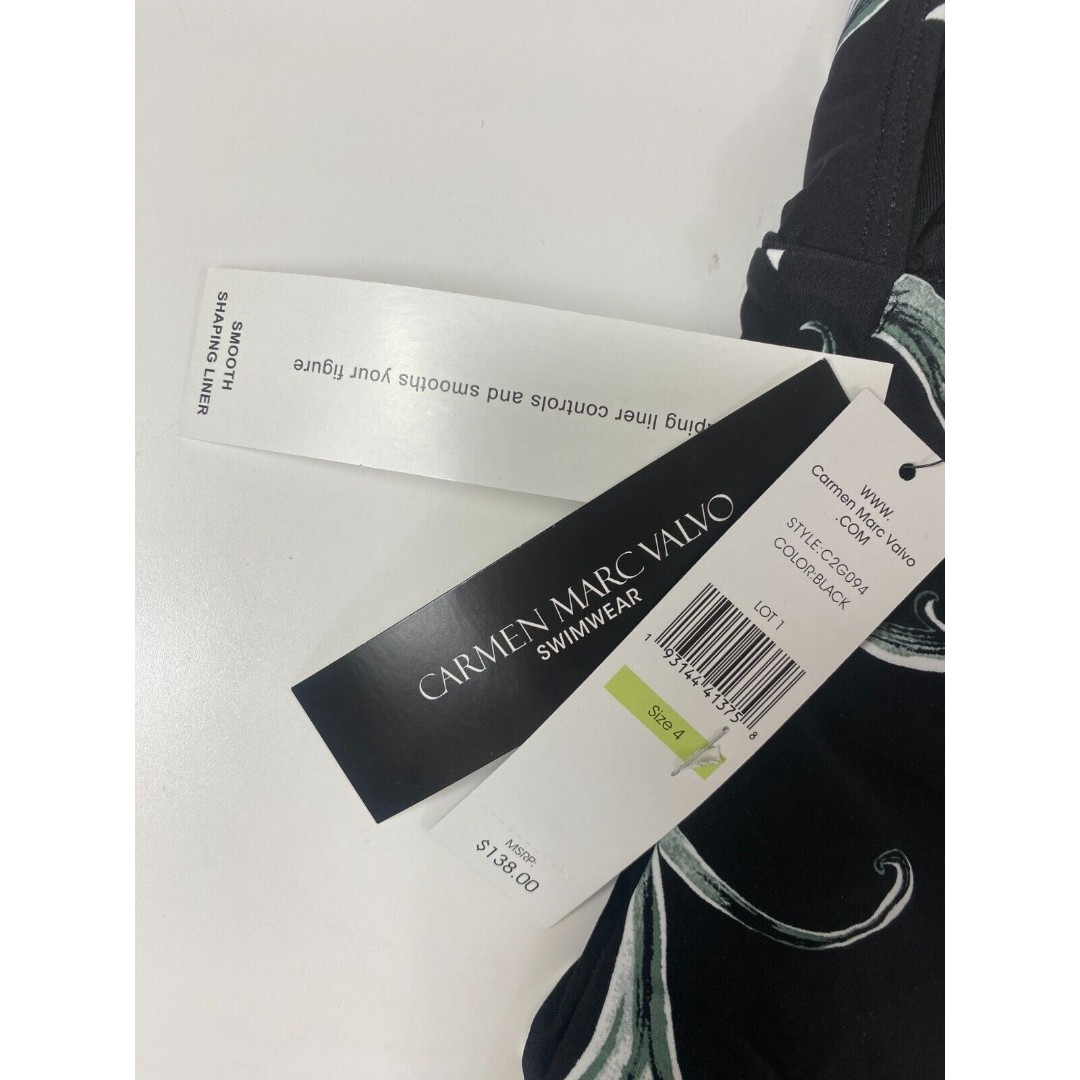 SMOOTH
SHAPING LINER
liner controls and smooths your figure
CARMEN MARC VALVO
SWIMWEAR
WWW.
Carmen Marc Valvo
.COM
STYLE:C2G094
COLOR:BLACK
LOT 1
1 93144 41375 8
Size 4
MSRP:
$138.00